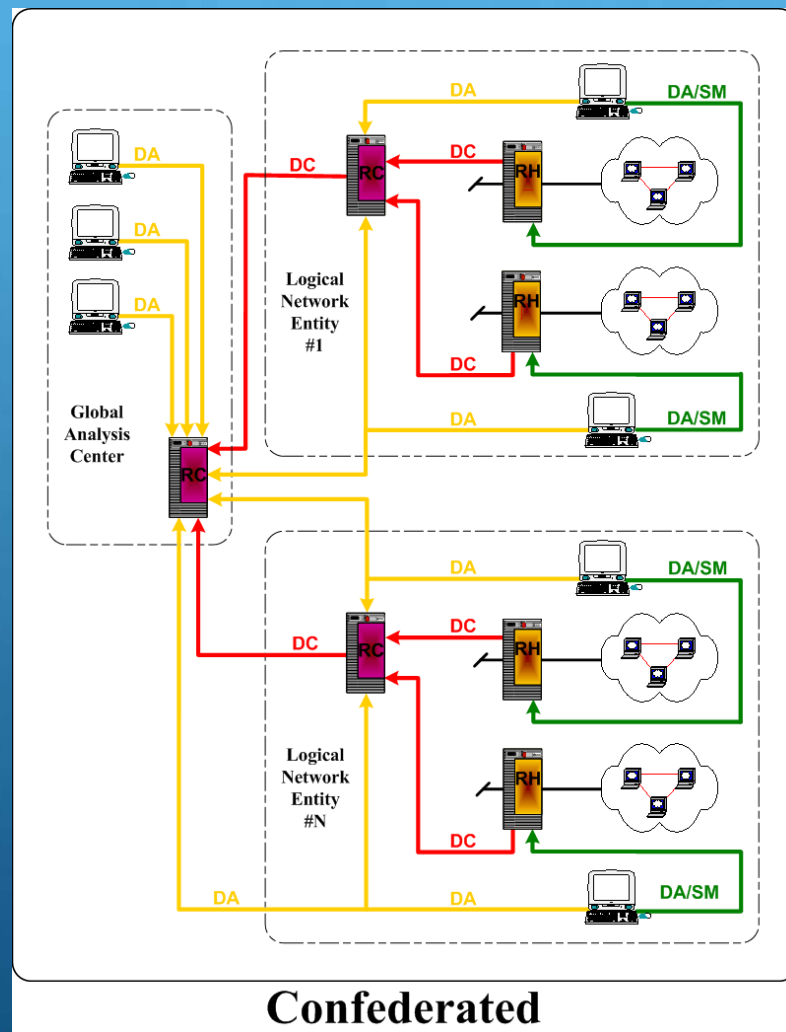 DA
DA/SM
DA
DC
DC
RC
RH
DA
Logical
Network
Entity
#1
RH
DA
DC
DA
DA/SM
Global
Analysis
Center
RC
DA
DA/SM
DC
DC
RC
RH
Logical
Network
Entity
#N
RH
DC
DA
DA
DA/SM
Confederated